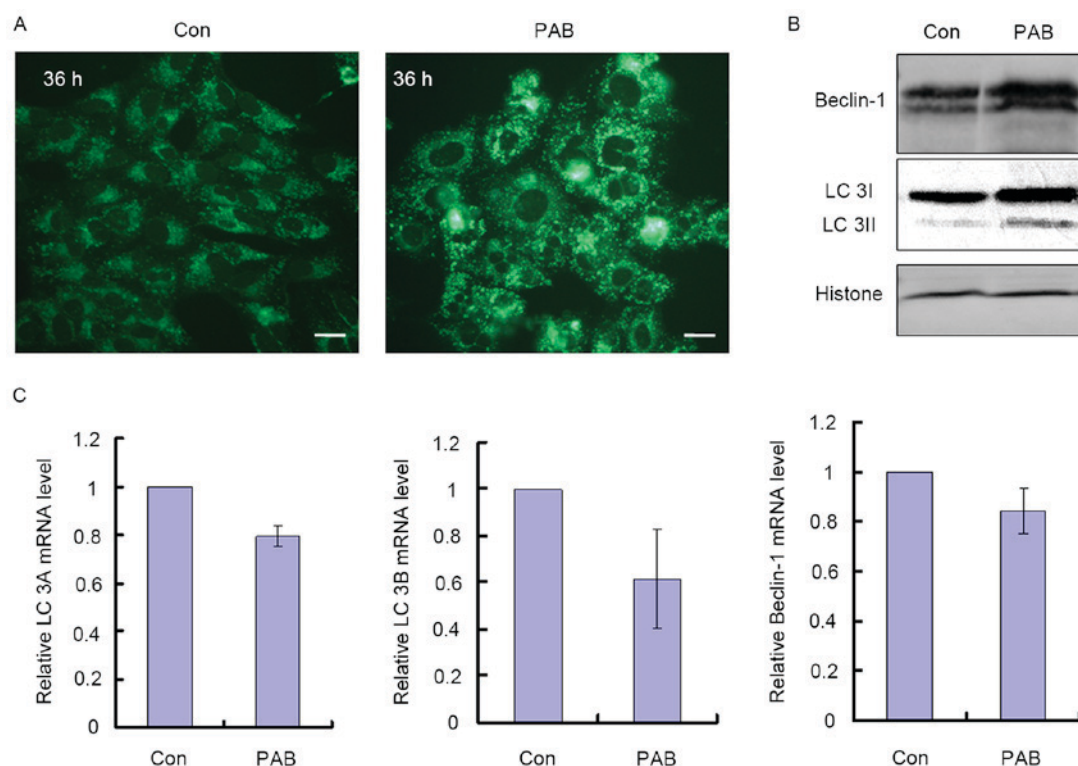 A
Con
PAB
36 h
36 h
B
Con
PAB
Beclin-1
LC 3I
LC 3II
Histone
C
Relative LC 3A mRNA level
1.2
1
0.8
0.6
0.4
0.2
0
Con
PAB
Relative LC 3B mRNA level
1.2
1
0.8
0.6
0.4
0.2
0
Con
PAB
Relative Beclin-1 mRNA level
1.2
1
0.8
0.6
0.4
0.2
0
Con
PAB